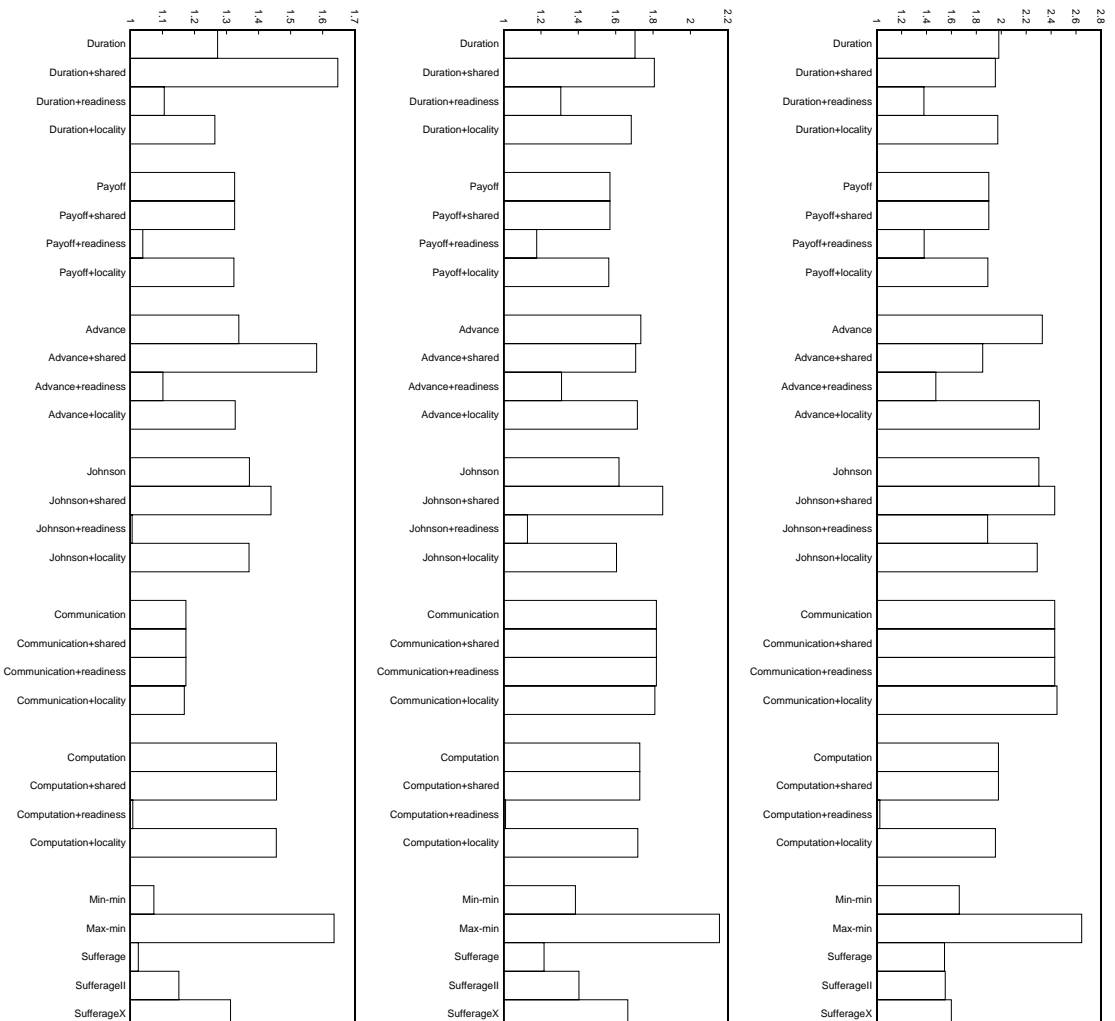 1 1.1 1.2 1.3 1.4 1.5 1.6 1.7
Duration
Duration+shared
Duration+readiness
Duration+locality
Payoff
Payoff+shared
Payoff+readiness
Payoff+locality
Advance
Advance+shared
Advance+readiness
Advance+locality
Johnson
Johnson+shared
Johnson+readiness
Johnson+locality
Communication
Communication+shared
Communication+readiness
Communication+locality
Computation
Computation+shared
Computation+readiness
Computation+locality
Min-min
Max-min
Sufferage
SufferageII
SufferageX
1 1.2 1.4 1.6 1.8 2 2.2
Duration
Duration+shared
Duration+readiness
Duration+locality
Payoff
Payoff+shared
Payoff+readiness
Payoff+locality
Advance
Advance+shared
Advance+readiness
Advance+locality
Johnson
Johnson+shared
Johnson+readiness
Johnson+locality
Communication
Communication+shared
Communication+readiness
Communication+locality
Computation
Computation+shared
Computation+readiness
Computation+locality
Min-min
Max-min
Sufferage
SufferageII
SufferageX
1 1.2 1.4 1.6 1.8 2 2.2 2.4 2.6 2.8
Duration
Duration+shared
Duration+readiness
Duration+locality
Payoff
Payoff+shared
Payoff+readiness
Payoff+locality
Advance
Advance+shared
Advance+readiness
Advance+locality
Johnson
Johnson+shared
Johnson+readiness
Johnson+locality
Communication
Communication+shared
Communication+readiness
Communication+locality
Computation
Computation+shared
Computation+readiness
Computation+locality
Min-min
Max-min
Sufferage
SufferageII
SufferageX